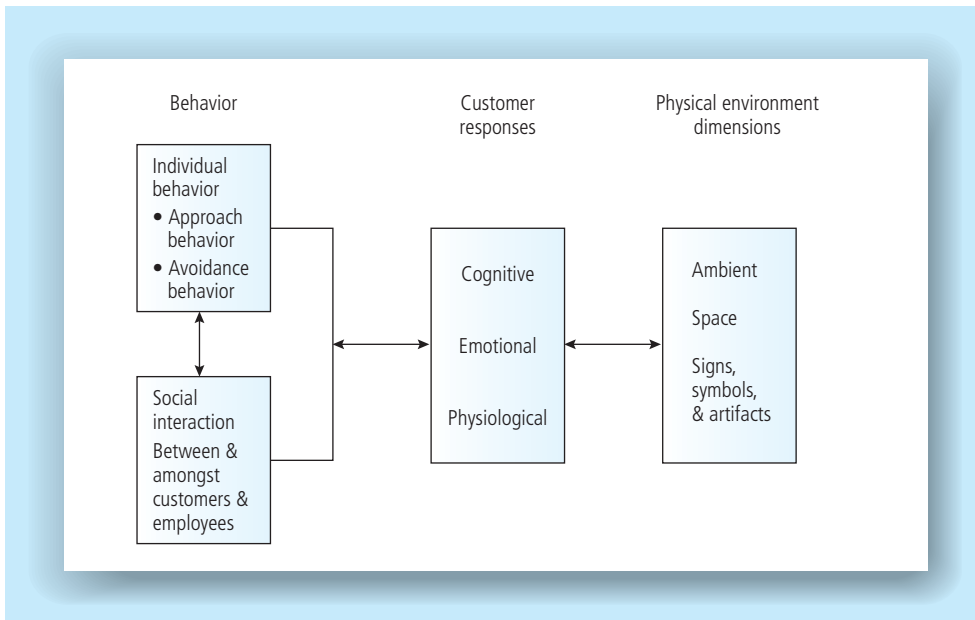 Behavior
Individual
behavior
• Approach
behavior
• Avoidance
behavior
Social
interaction
Between &
amongst
customers &
employees
Customer
responses
Cognitive
Emotional
Physiological
Physical environment
dimensions
Ambient
Space
Signs,
symbols,
& artifacts